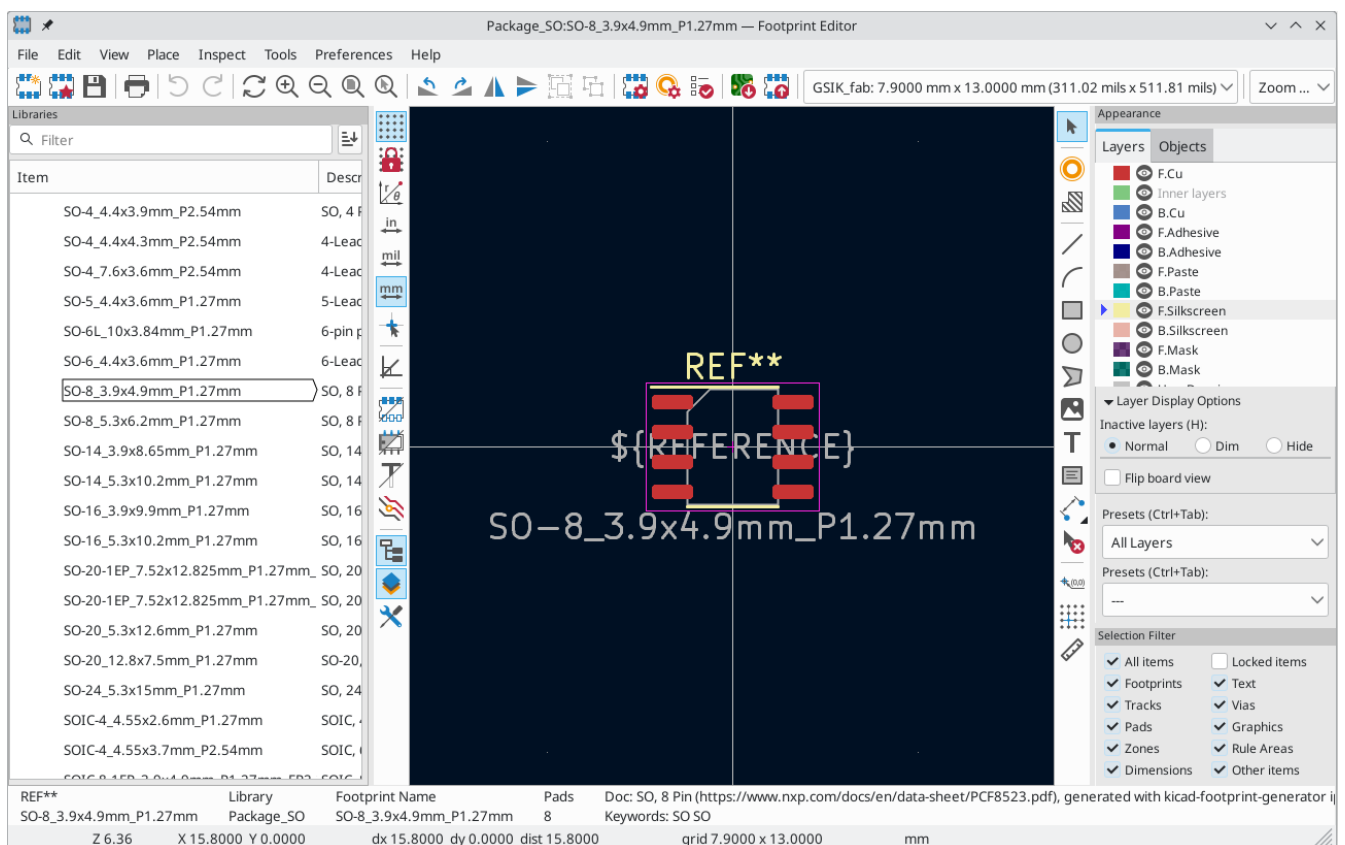 Package_SO:SO-8_3.9x4.9mm_P1.27mm — Footprint Editor
File Edit View Place Inspect Tools Preferences Help
GSIK_fab: 7.9000 mm x 13.0000 mm (311.02 mils x 511.81 mils) Zoom ...
Libraries
Filter
Item Descr
SO-4_4.4x3.9mm_P2.54mm SO, 4
SO-4_4.4x4.3mm_P2.54mm 4-Lead
SO-4_7.6x3.6mm_P2.54mm 4-Lead
SO-5_4.4x3.6mm_P1.27mm 5-Lead
SO-6L_10x3.84mm_P1.27mm 6-pin
SO-6_4.4x3.6mm_P1.27mm 6-Lead
SO-8_3.9x4.9mm_P1.27mm SO, 8
SO-8_5.3x6.2mm_P1.27mm SO, 8
SO-14_3.9x8.65mm_P1.27mm SO, 14
SO-14_5.3x10.2mm_P1.27mm SO, 14
SO-16_3.9x9.9mm_P1.27mm SO, 16
SO-16_5.3x10.2mm_P1.27mm SO, 16
SO-20-1EP_7.52x12.825mm_P1.27mm_ SO, 20
SO-20-1EP_7.52x12.825mm_P1.27mm_ SO, 20
SO-20_5.3x12.6mm_P1.27mm SO, 20
SO-20_12.8x7.5mm_P1.27mm SO-20,
SO-24_5.3x15mm_P1.27mm SO, 24
SOIC-4_4.55x2.6mm_P1.27mm SOIC,
SOIC-4_4.55x3.7mm_P2.54mm SOIC,
in
mil
mm
REF**
${REFERENCE}
SO-8_3.9x4.9mm_P1.27mm
T
(0,0)
Appearance
Layers Objects
F.Cu
Inner layers
B.Cu
F.Adhesive
B.Adhesive
F.Paste
B.Paste
F.Silkscreen
B.Silkscreen
F.Mask
B.Mask
Layer Display Options
Inactive layers (H):
Normal Dim Hide
Flip board view
Presets (Ctrl+Tab):
All Layers
Presets (Ctrl+Tab):
---
Selection Filter
All items Locked items
Footprints Text
Tracks Vias
Pads Graphics
Zones Rule Areas
Dimensions Other items
REF** Library Footprint Name Pads Doc: SO, 8 Pin (https://www.nxp.com/docs/en/data-sheet/PCF8523.pdf), generated with kicad-footprint-generator
SO-8_3.9x4.9mm_P1.27mm Package_SO SO-8_3.9x4.9mm_P1.27mm 8 Keywords: SO SO
Z 6.36 X 15.8000 Y 0.0000 dx 15.8000 dy 0.0000 dist 15.8000 grid 7.9000 x 13.0000 mm